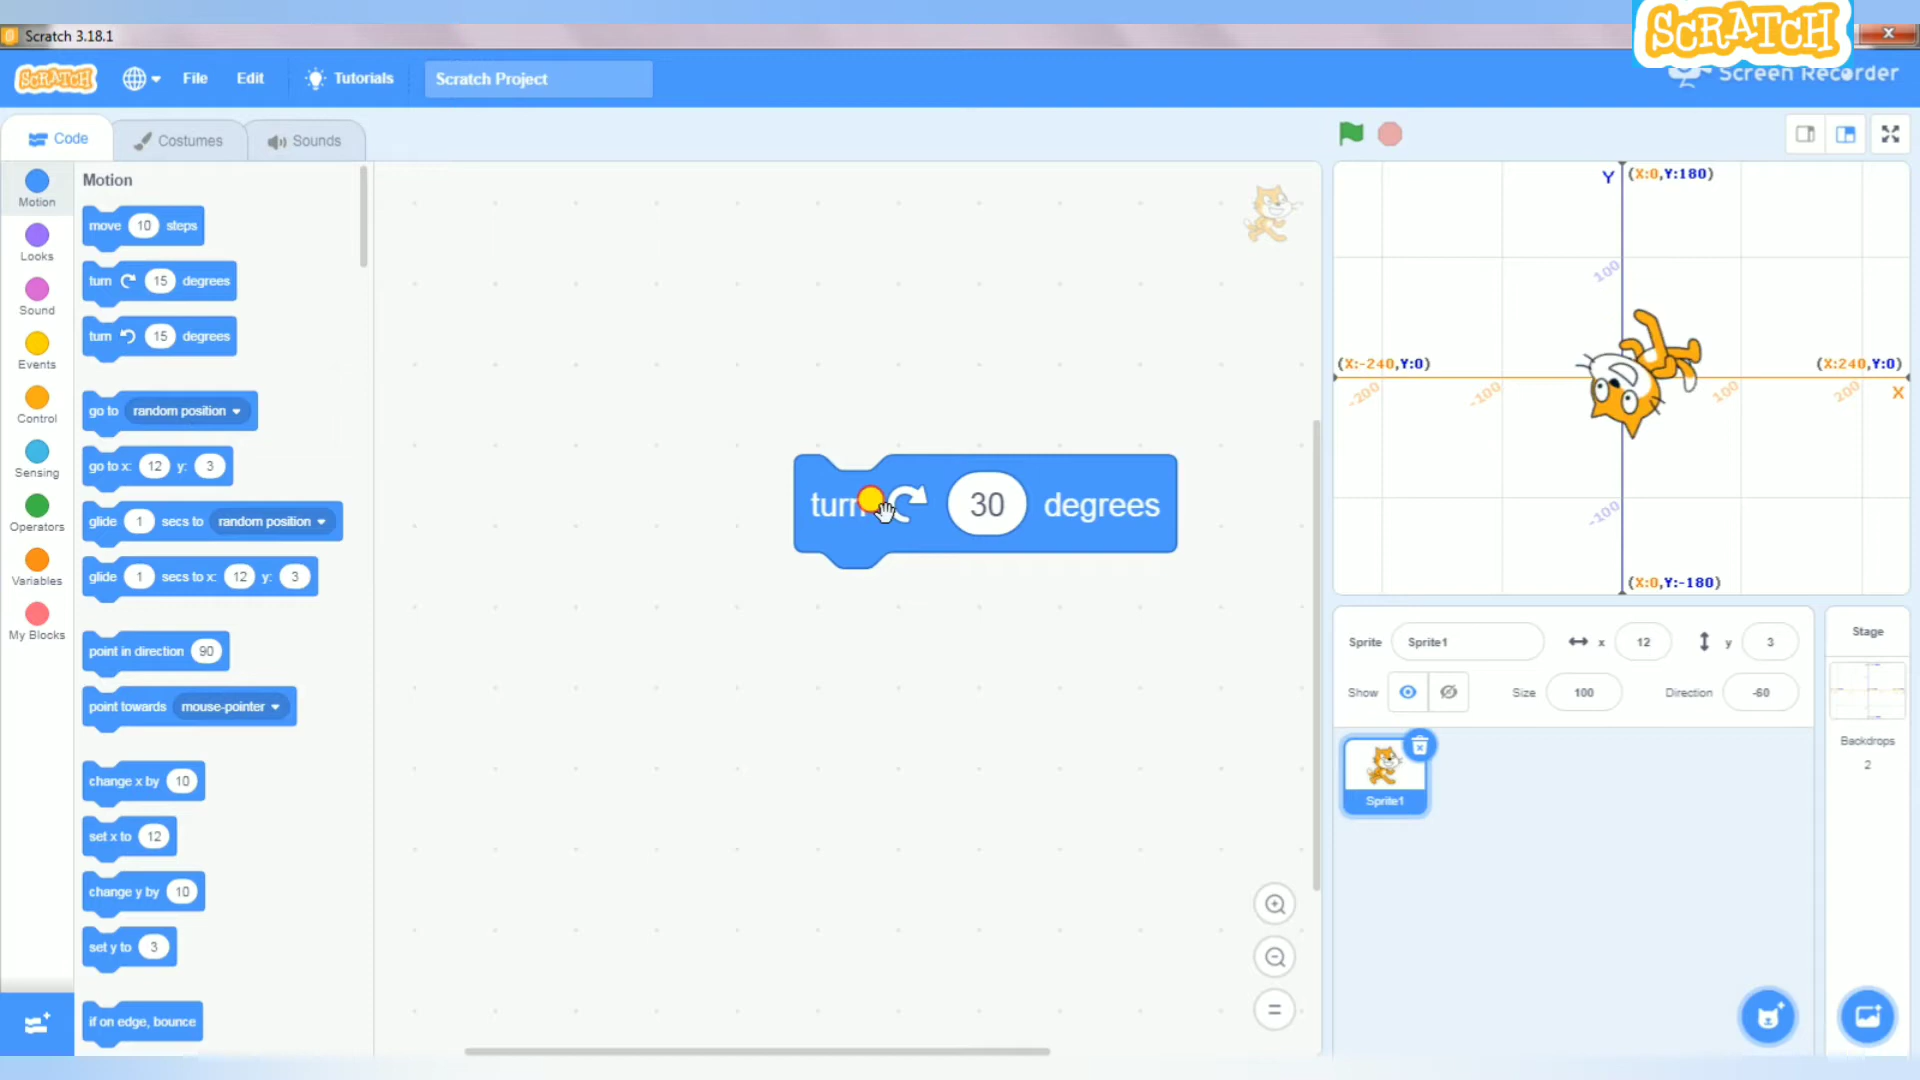 SCRATCH
Scratch 3.18.1
Screen Recorder
SCRATCH
File
Edit
Tutorials
Scratch Project
Code
Costumes
Sounds
Motion
Looks
Sound
Events
Control
Sensing
Operators
Variables
My Blocks
Motion
move 10 steps
turn 15 degrees
turn 15 degrees
go to random position
go to x: 12 y: 3
glide 1 secs to random position
glide 1 secs to x: 12 y: 3
point in direction 90
point towards mouse-pointer
change x by 10
set x to 12
change y by 10
set y to 3
if on edge, bounce
turn 30 degrees
Y (X:0,Y:180)
100
(X:-240,Y:0)
(X:240,Y:0)
-200
-100
100
200
X
-100
(X:0,Y:-180)
Sprite Sprite1 x 12 y 3
Show Size 100 Direction -60
Sprite1
Stage
Backdrops
2